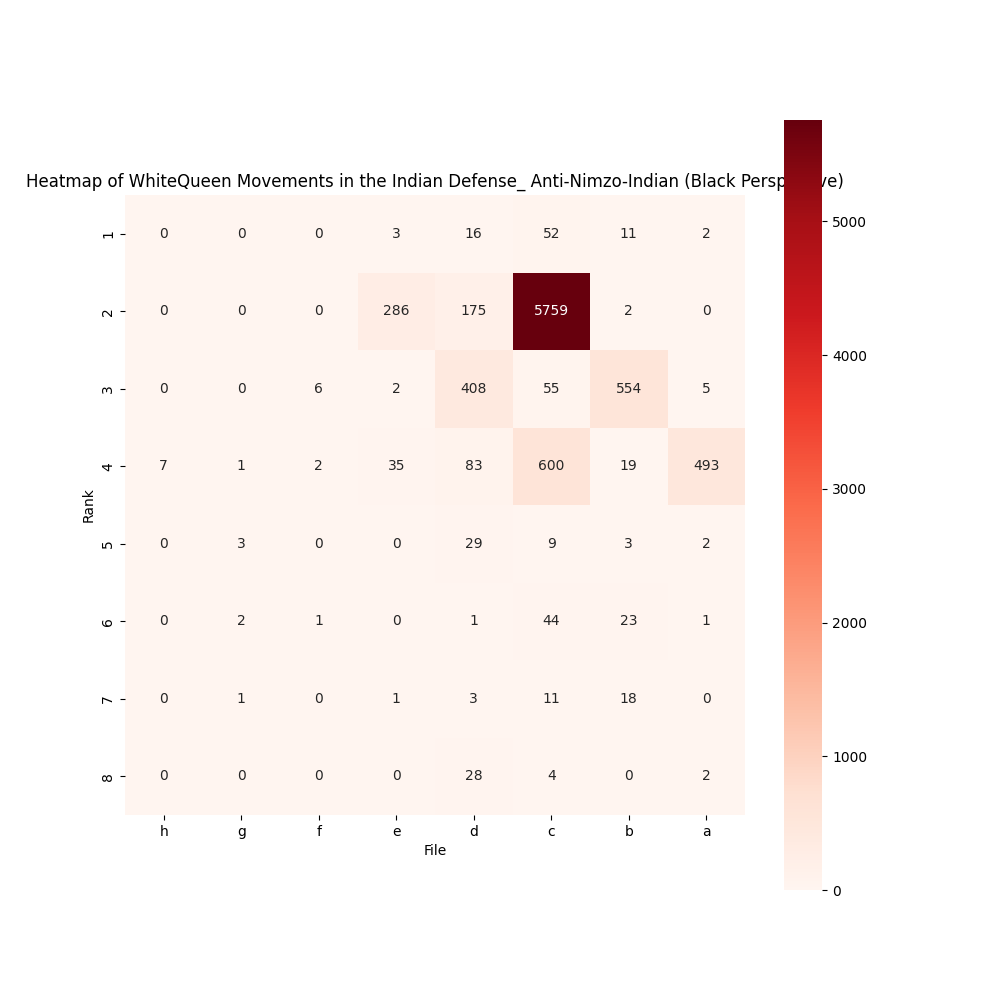 Heatmap of WhiteQueen Movements in the Indian Defense_ Anti-Nimzo-Indian (Black Persp ve)
1 0 0 0 3 16 52 11 2
5000
2 0 0 0 286 175 5759 2 0
4000
3 0 0 6 2 408 55 554 5
3000
4 7 1 2 35 83 600 19 493
Rank
5 0 3 0 0 29 9 3 2
2000
6 0 2 1 0 1 44 23 1
7 0 1 0 1 3 11 18 0
1000
8 0 0 0 0 28 4 0 2
h g f e d c b a
File
0